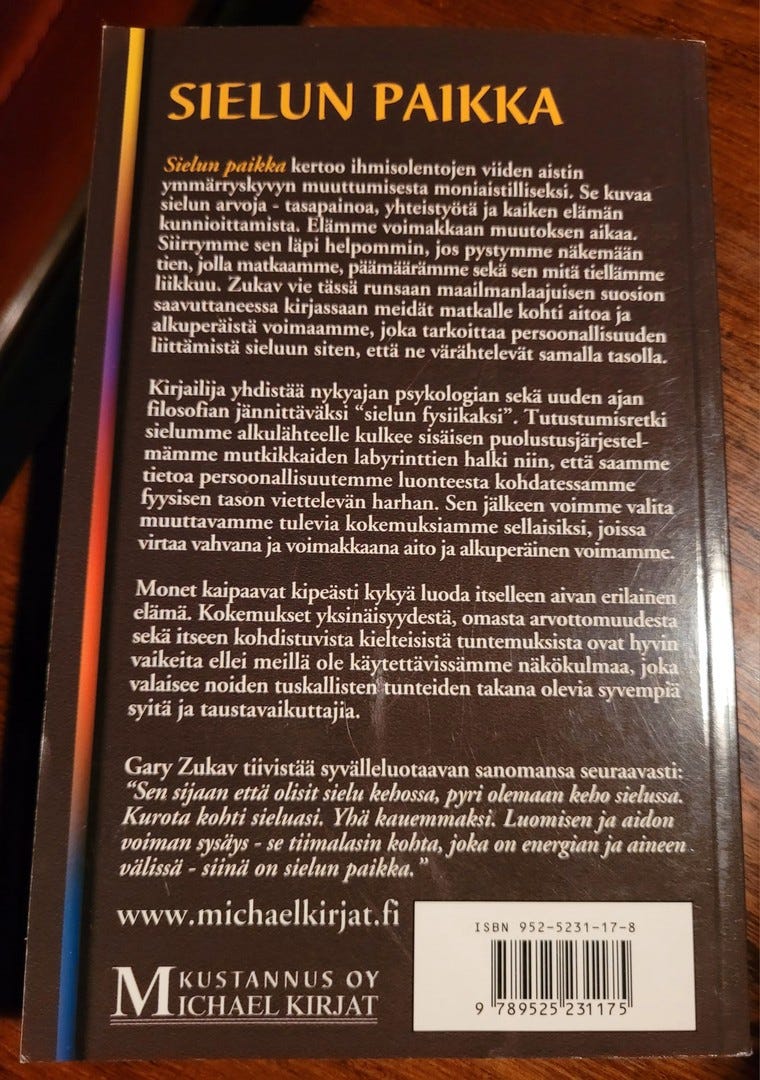 SIELUN PAIKKA
Sielun paikka kertoo ihmisolentojen viiden aistin
ymmärryskyvyn muuttumisesta moniaistilliseksi. Se kuvaa
sielun arvoja - tasapainoa, yhteistyötä ja kaiken elämän
kunnioittamista. Elämme voimakkaan muutoksen aikaa.
Siirrymme sen läpi helpommin, jos pystymme näkemään
tien, jolla matkaamme, päämäärämme sekä sen mitä tiellämme
liikkuu. Zukav vie tässä runsaan maailmanlaajuisen suosion
saavuttaneessa kirjassaan meidät matkalle kohti aitoa ja
alkuperäistä voimaamme, joka tarkoittaa persoonallisuuden
liittämistä sieluun siten, että ne värähtelevät samalla tasolla.
Kirjailija yhdistää nykyajan psykologian sekä uuden ajan
filosofian jännittäväksi “sielun fysiikaksi”. Tutustumisretki
sielumme alkulähteelle kulkee sisäisen puolustusjärjestel-
mämme mutkikkaiden labyrinttien halki niin, että saamme
tietoa persoonallisuutemme luonteesta kohdatessamme
fyysisen tason viettelevän harhan. Sen jälkeen voimme valita
muuttavamme tulevia kokemuksiamme sellaisiksi, joissa
virtaa vahvana ja voimakkaana aito ja alkuperäinen voimamme.
Monet kaipaavat kipeästi kykyä luoda itselleen aivan erilainen
elämä. Kokemukset yksinäisyydestä, omasta arvottomuudesta
sekä itseen kohdistuvista kielteisistä tuntemuksista ovat hyvin
vaikeita ellei meillä ole käytettävissämme näkökulmaa, joka
valaisee noiden tuskallisten tunteiden takana olevia syvempiä
syitä ja taustavaikuttajia.
Gary Zukav tiivistää syvälleluotaavan sanomansa seuraavasti:
“Sen sijaan että olisit sielu kehossa, pyri olemaan keho sielussa.
Kurota kohti sieluasi. Yhä kauemmaksi. Luomisen ja aidon
voiman sysäys - se tiimalasin kohta, joka on energian ja aineen
välissä - siinä on sielun paikka.”
www.michaelkirjat.fi
ISBN 952-5231-17-8
KUSTANNUS OY
MICHAEL KIRJAT
9 789525 231175